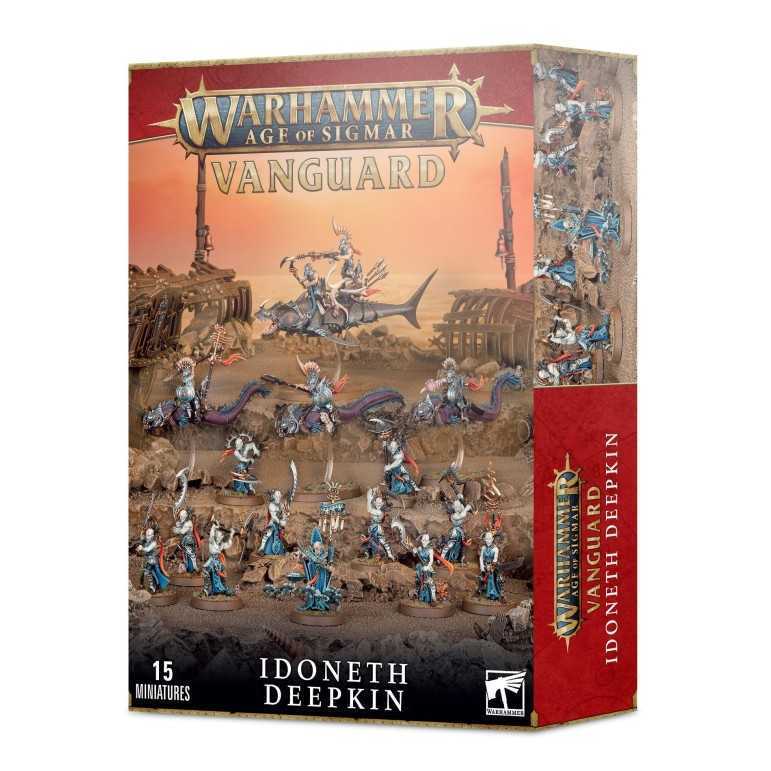 WARHAMMER
AGE OF SIGMAR
VANGUARD
15
MINIATURES
IDONETH
DEEPKIN
WARHAMMER
WARHAMMER
AGE OF SIGMAR
VANGUARD
IDONETH DEEPKIN